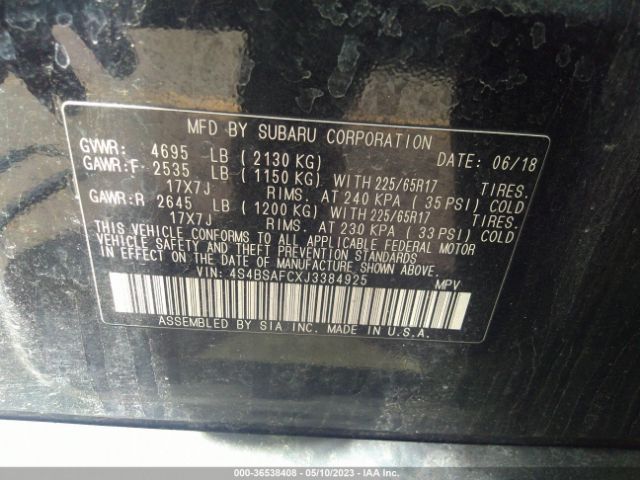 MFD BY SUBARU CORPORATION
GVWR: 4695 LB (2130 KG) DATE: 06/18
GAWR:F 2535 LB (1150 KG) WITH 225/65R17 TIRES.
17X7J RIMS. AT 240 KPA (35 PSI) COLD
GAWR:R 2645 LB (1200 KG) WITH 225/65R17 TIRES.
17X7J RIMS. AT 230 KPA (33 PSI) COLD
THIS VEHICLE CONFORMS TO ALL APPLICABLE FEDERAL MOTOR
VEHICLE SAFETY AND THEFT PREVENTION STANDARDS
IN EFFECT ON THE DATE OF MANUFACTURE SHOWN ABOVE.
VIN: 4S4BSAFCXJ3384925 MPV
ASSEMBLED BY SIA INC. MADE IN U.S.A.
000-36538408 - 05/10/2023 - IAAI.COM